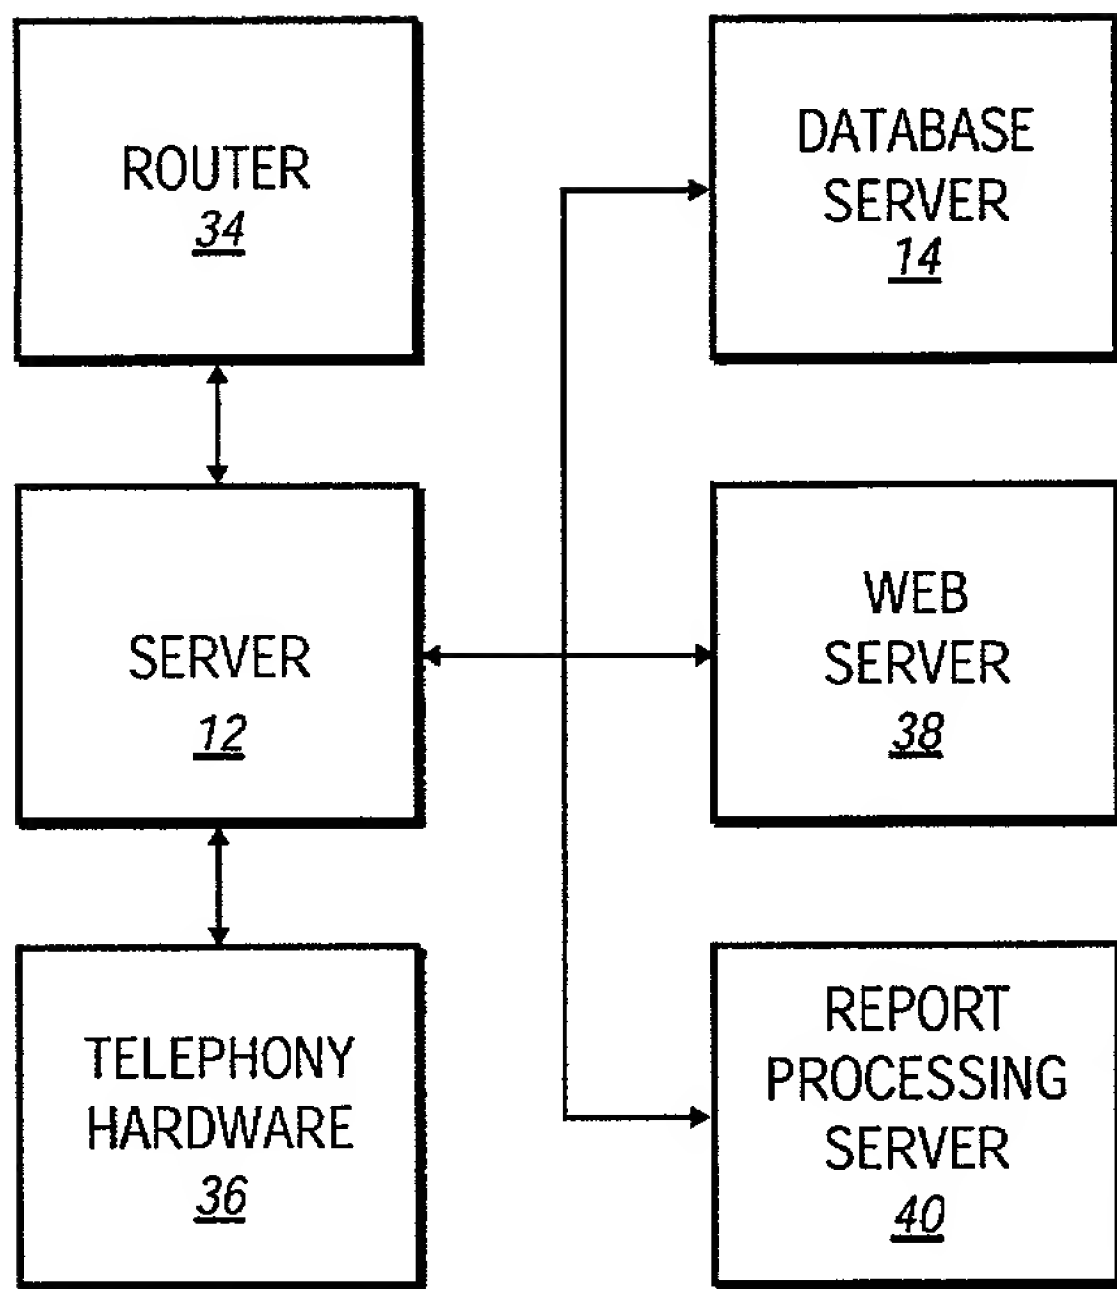 ROUTER
34
DATABASE
SERVER
14
SERVER
12
WEB
SERVER
38
TELEPHONY
HARDWARE
36
REPORT
PROCESSING
SERVER
40